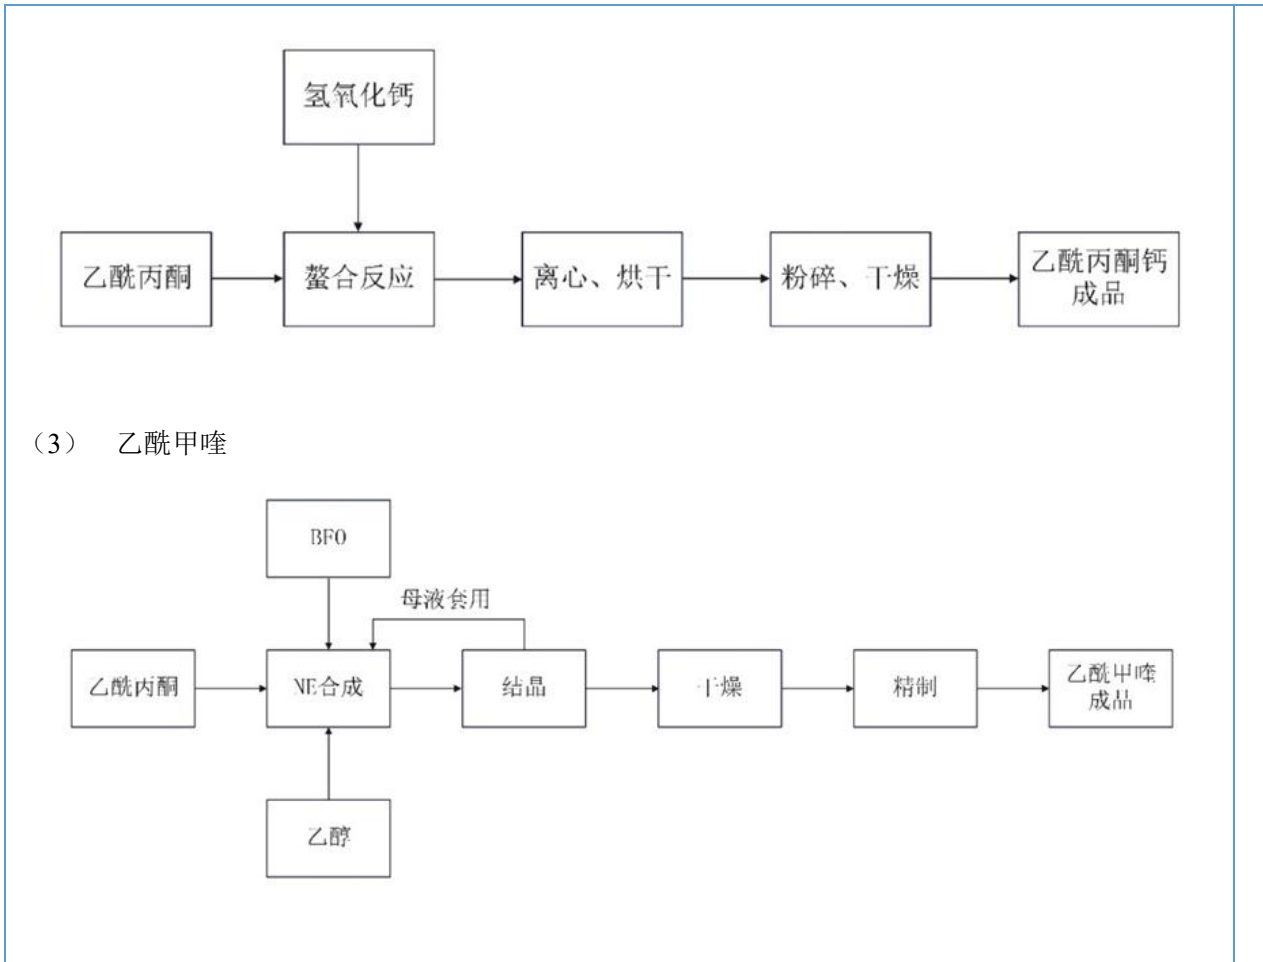 氢氧化钙
乙酰丙酮
螯合反应
离心、烘干
粉碎、干燥
乙酰丙酮钙
成品
（3） 乙酰甲喹
BFO
母液套用
乙酰丙酮
NE合成
结晶
干燥
精制
乙酰甲喹
成品
乙醇